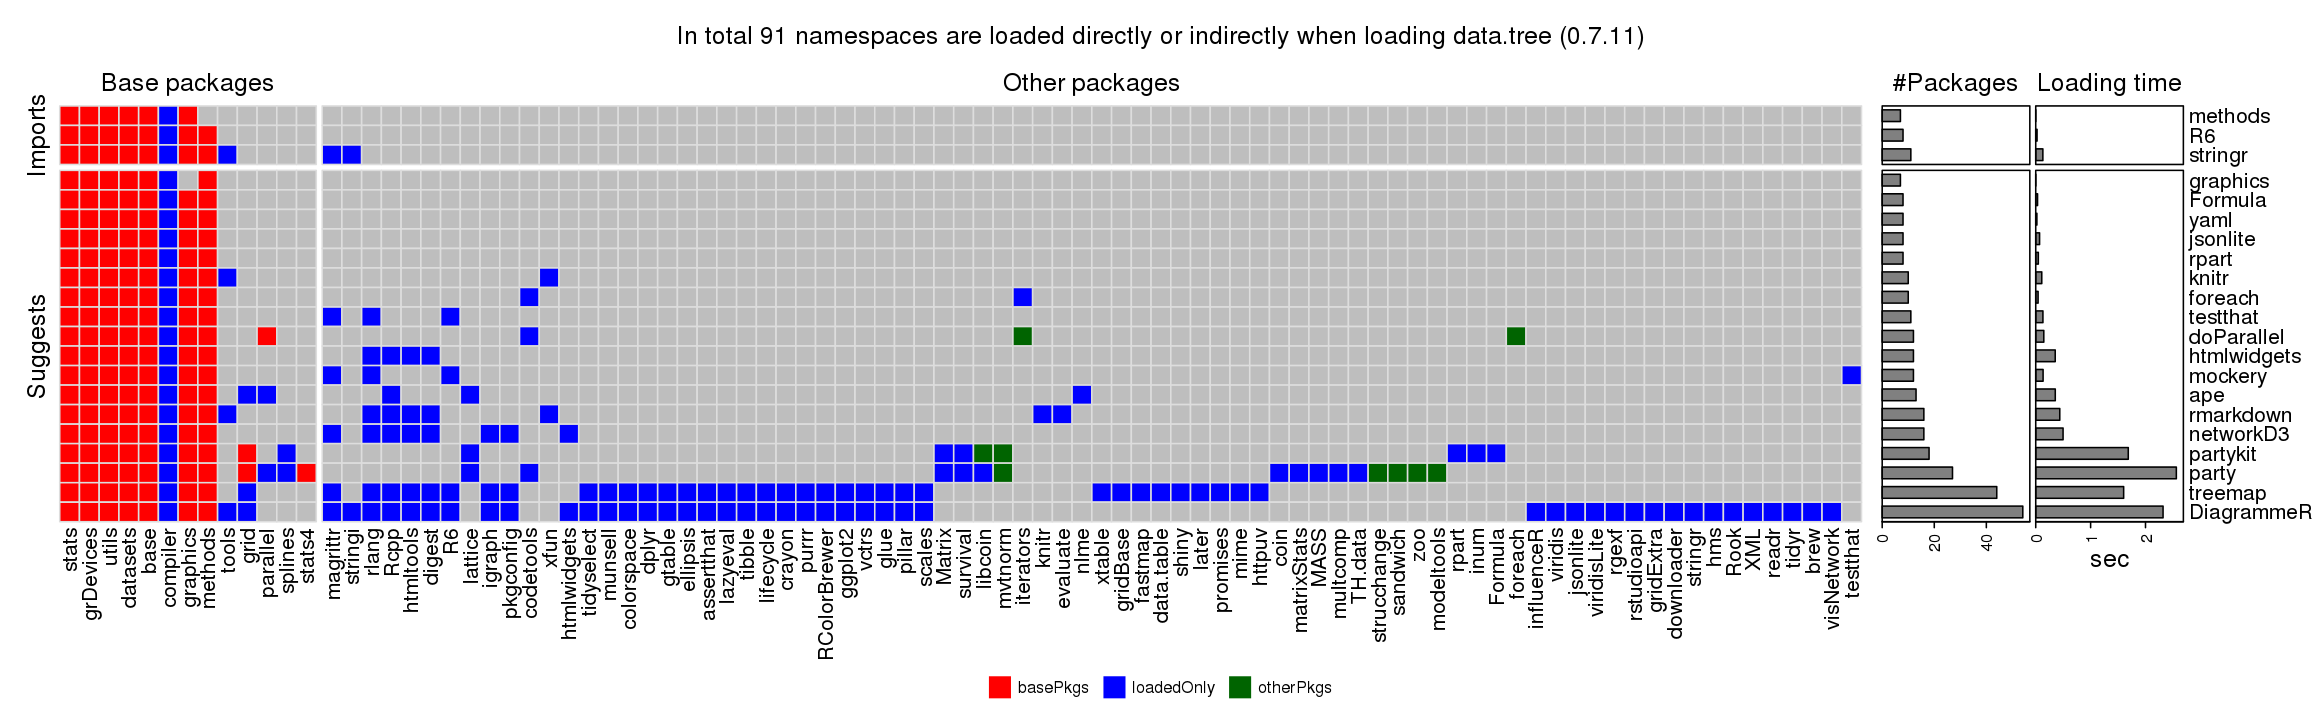 In total 91 namespaces are loaded directly or indirectly when loading data.tree (0.7.11)
Base packages
Other packages
#Packages
Loading time
Imports
Suggests
methods
R6
stringr
graphics
Formula
yaml
jsonlite
rpart
knitr
foreach
testthat
doParallel
htmlwidgets
mockery
ape
rmarkdown
networkD3
partykit
party
treemap
DiagrammeR
stats
grDevices
utils
datasets
base
compiler
graphics
methods
tools
grid
parallel
splines
stats4
magrittr
stringi
rlang
Rcpp
htmltools
digest
R6
lattice
igraph
pkgconfig
codetools
xfun
htmlwidgets
tidyselect
munsell
colorspace
dplyr
gtable
ellipsis
assertthat
lazyeval
tibble
lifecycle
crayon
purrr
RColorBrewer
ggplot2
vctrs
glue
pillar
scales
Matrix
survival
libcoin
mvtnorm
iterators
knitr
evaluate
nlme
xtable
gridBase
fastmap
data.table
shiny
later
promises
mime
httpuv
coin
matrixStats
MASS
multcomp
TH.data
strucchange
sandwich
zoo
modeltools
rpart
inum
Formula
foreach
influenceR
viridis
jsonlite
viridisLite
rgexf
rstudioapi
gridExtra
downloader
stringr
hms
Rook
XML
readr
tidyr
brew
visNetwork
testthat
0
20
40
0
1
2
sec
basePkgs
loadedOnly
otherPkgs